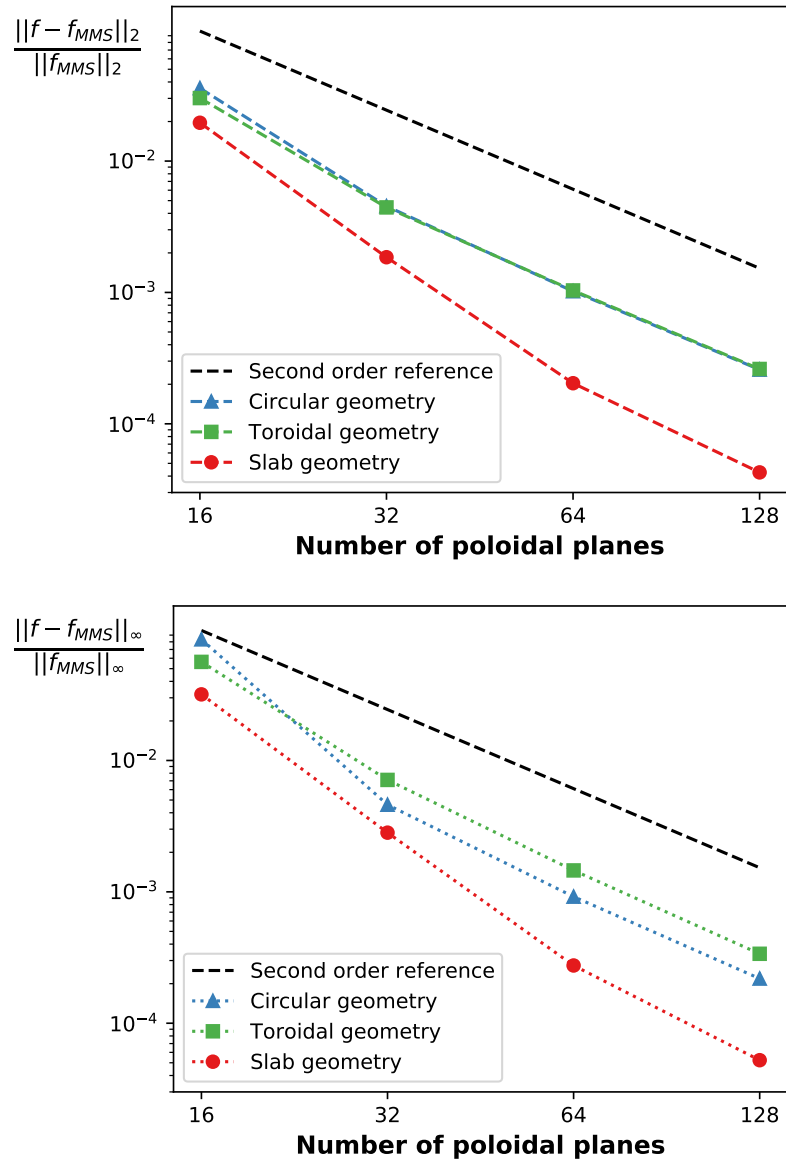 ||f − f_MMS||₂
||f_MMS||₂
10⁻²
10⁻³
10⁻⁴
Second order reference
Circular geometry
Toroidal geometry
Slab geometry
16 32 64 128
Number of poloidal planes
||f − f_MMS||∞
||f_MMS||∞
10⁻²
10⁻³
10⁻⁴
Second order reference
Circular geometry
Toroidal geometry
Slab geometry
16 32 64 128
Number of poloidal planes